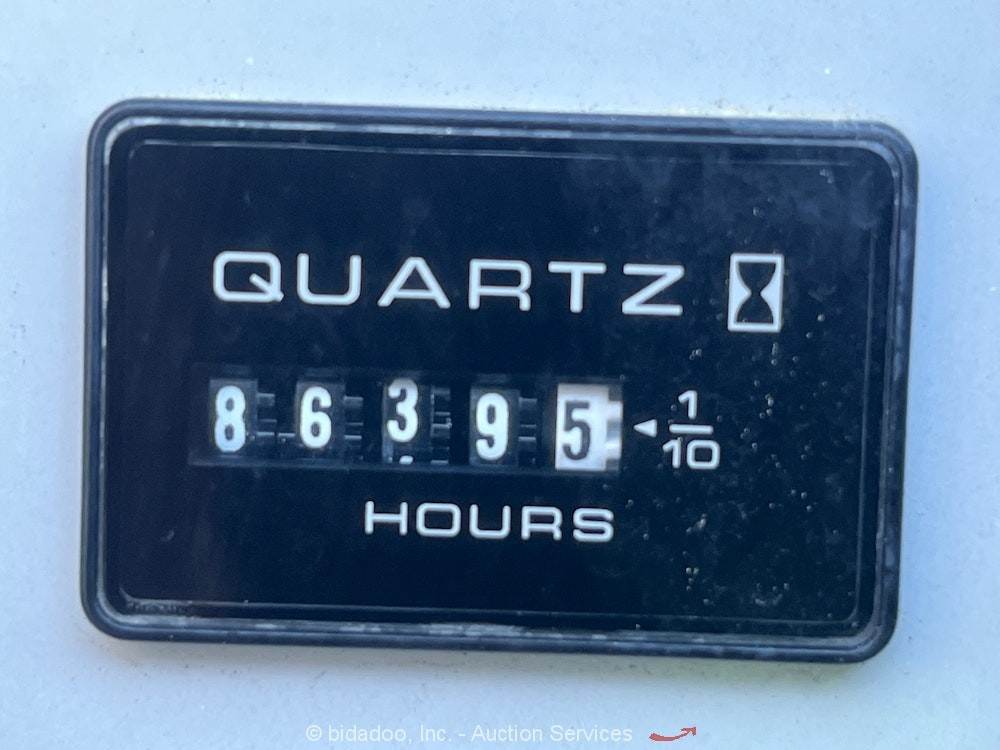 QUARTZ
8 6 3 9 5 1/10
HOURS
© bidadoo, Inc. - Auction Services